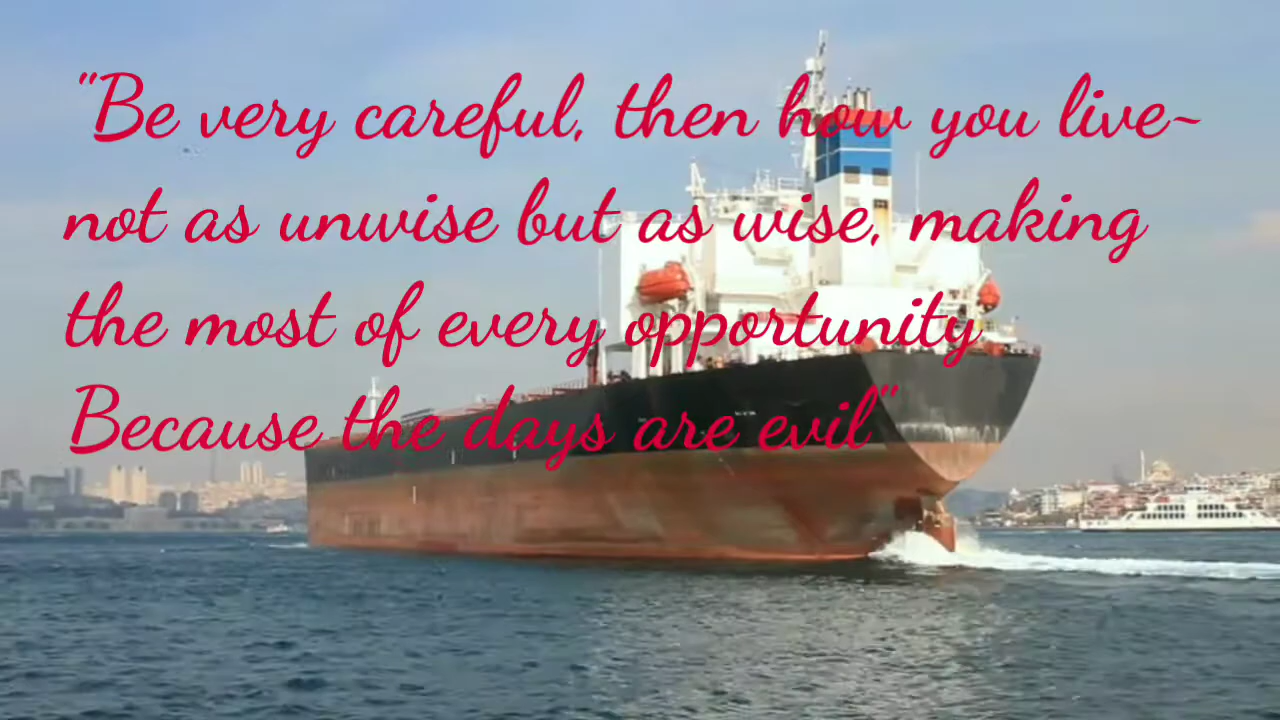 "Be very careful, then how you live~
not as unwise but as wise, making
the most of every opportunity
Because the days are evil"